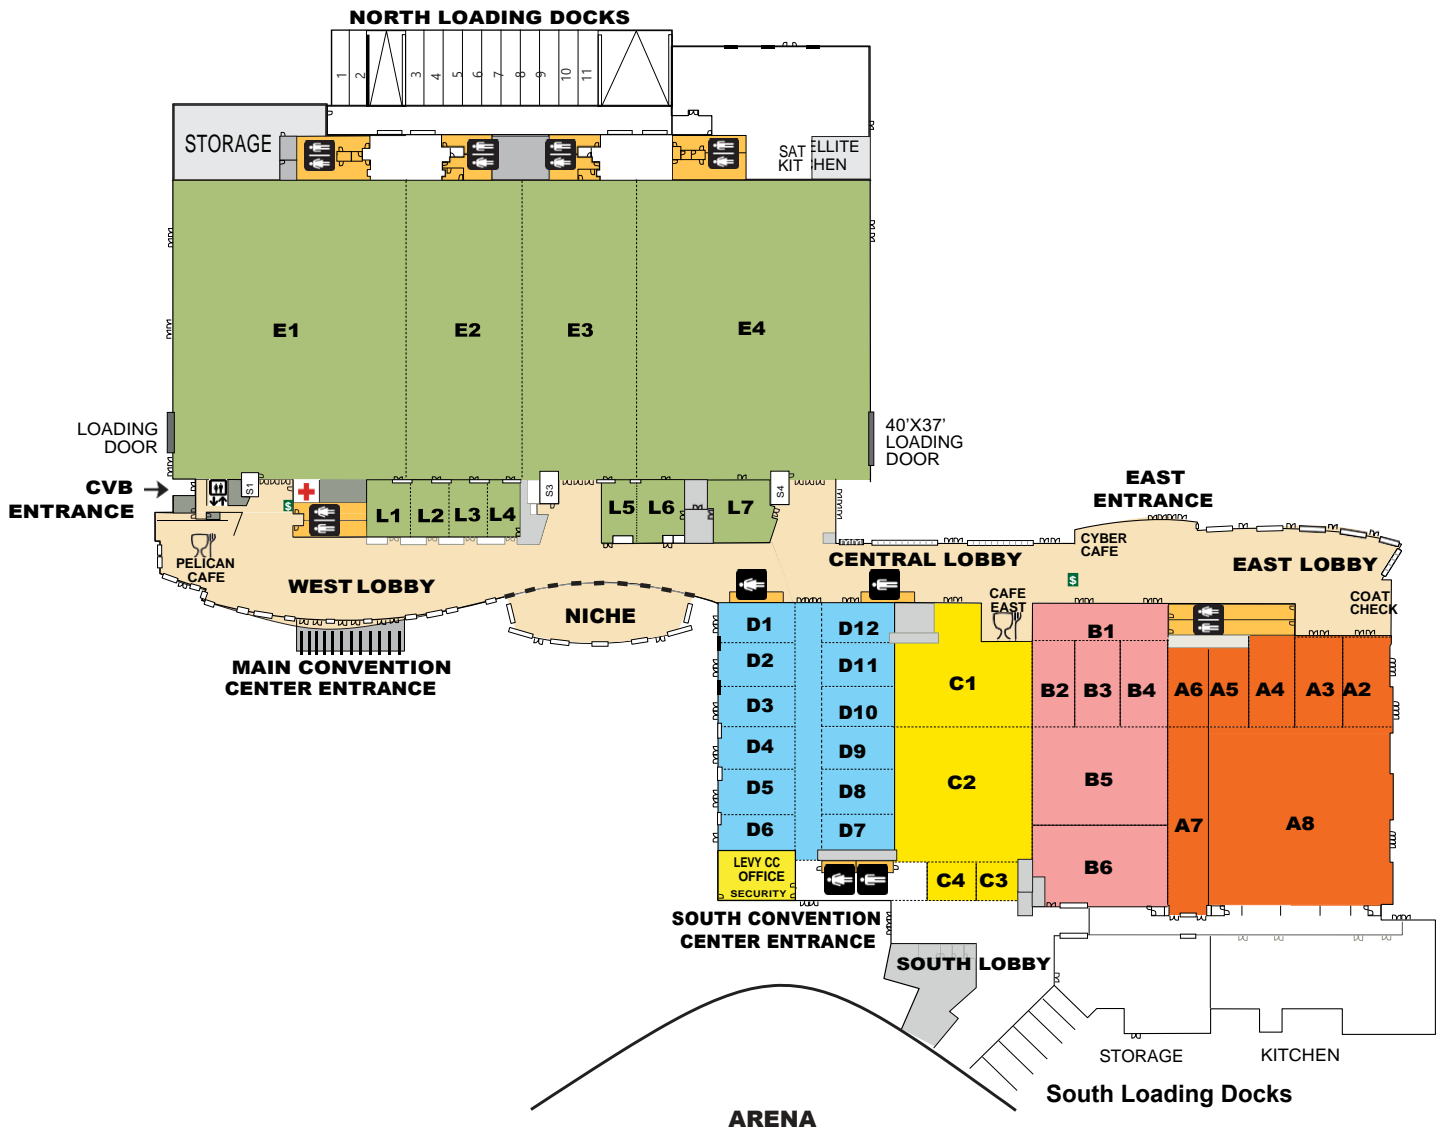 NORTH LOADING DOCKS
1
2
3
4
5
6
7
8
9
10
11
STORAGE
SATELLITE
KITCHEN
E1
E2
E3
E4
LOADING
DOOR
40'X37'
LOADING
DOOR
CVB
ENTRANCE
S1
S3
S4
$
L1
L2
L3
L4
L5
L6
L7
EAST
ENTRANCE
PELICAN
CAFE
WEST LOBBY
NICHE
CENTRAL LOBBY
CYBER
CAFE
EAST LOBBY
$
CAFE
EAST
COAT
CHECK
MAIN CONVENTION
CENTER ENTRANCE
D1
D2
D3
D4
D5
D6
D12
D11
D10
D9
D8
D7
C1
C2
C4
C3
B1
B2
B3
B4
B5
B6
A6
A5
A4
A3
A2
A7
A8
LEVY CC
OFFICE
SECURITY
SOUTH CONVENTION
CENTER ENTRANCE
SOUTH LOBBY
STORAGE
KITCHEN
South Loading Docks
ARENA